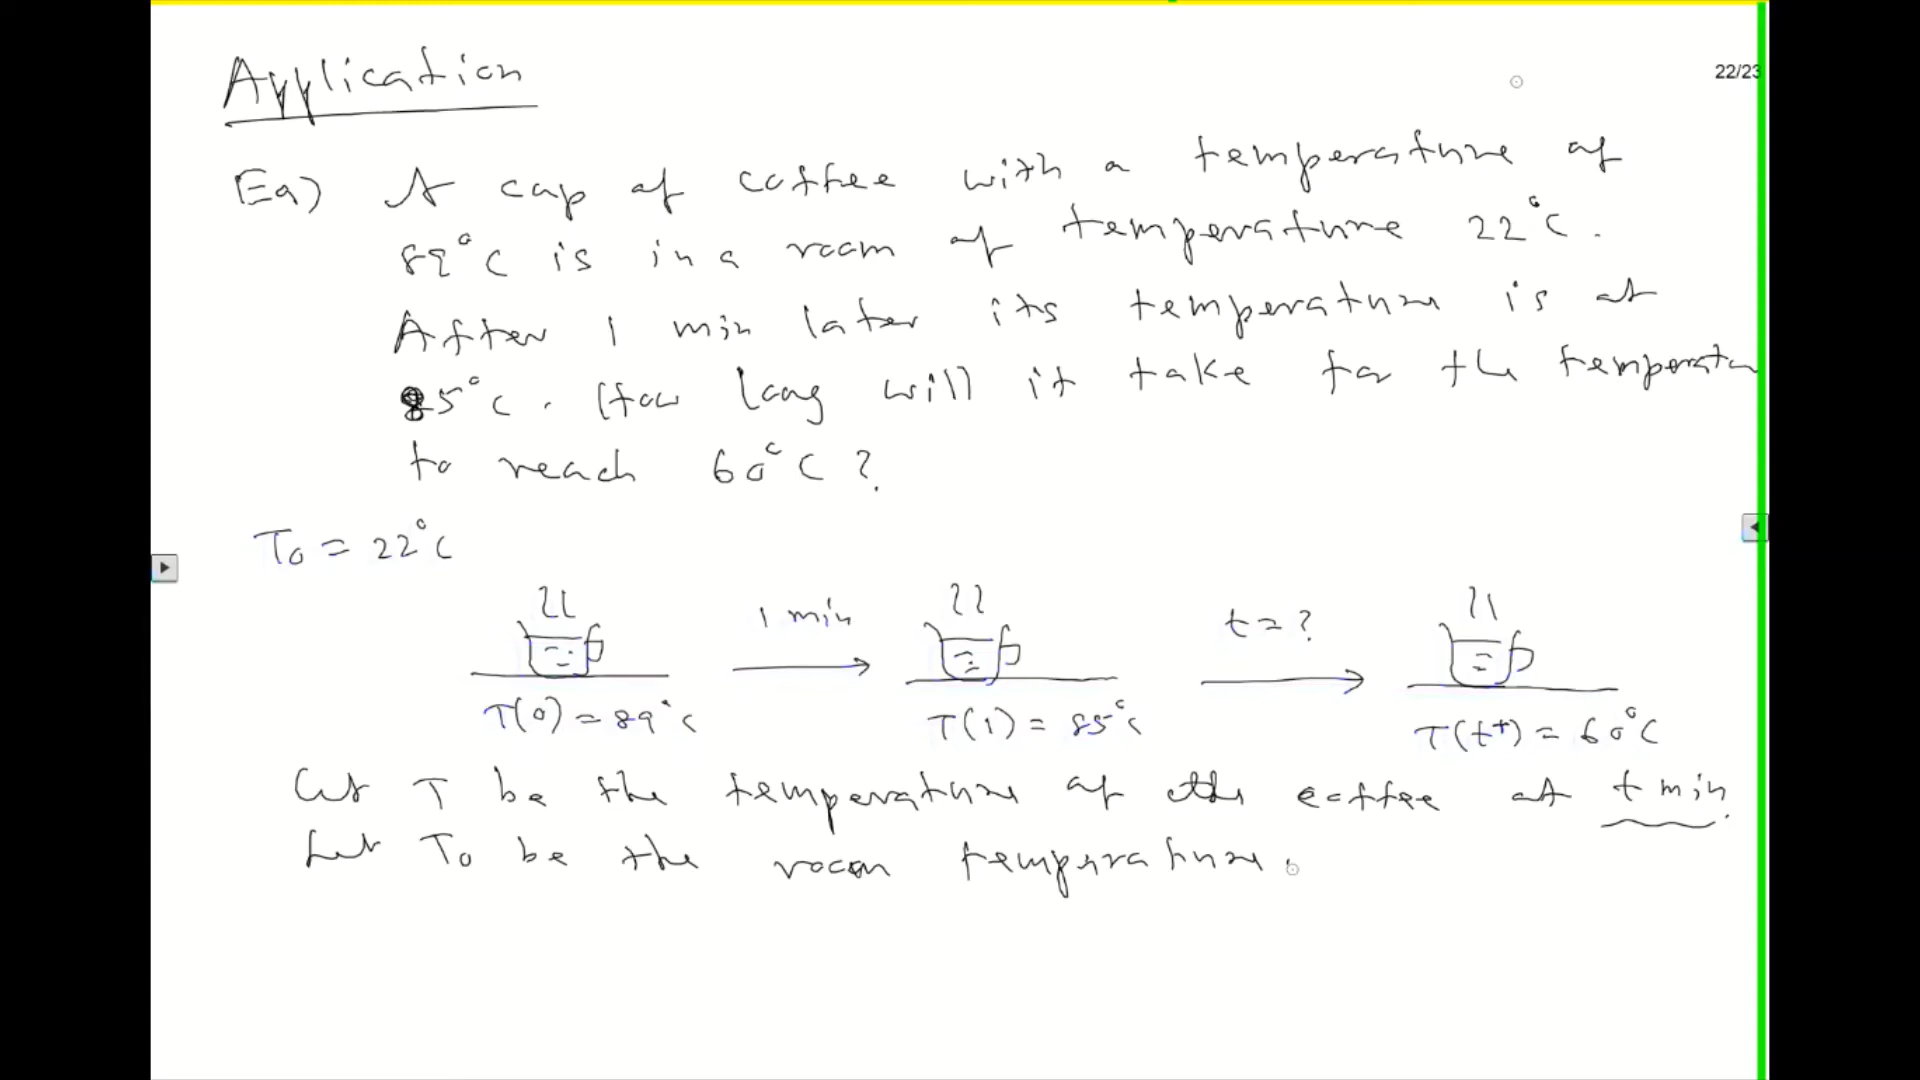 Application
22/23
Ea) A cup of coffee with a temperature of
89°C is in a room of temperature 22°C.
After 1 min later its temperature is at
85°C. How long will it take for the temperatu
to reach 60°C?
T₀ = 22°C
1 min t = ?
T(0) = 89°C T(1) = 85°C T(t*) = 60°C
Let T be the temperature of the coffee at t min.
Let T₀ be the room temperature.